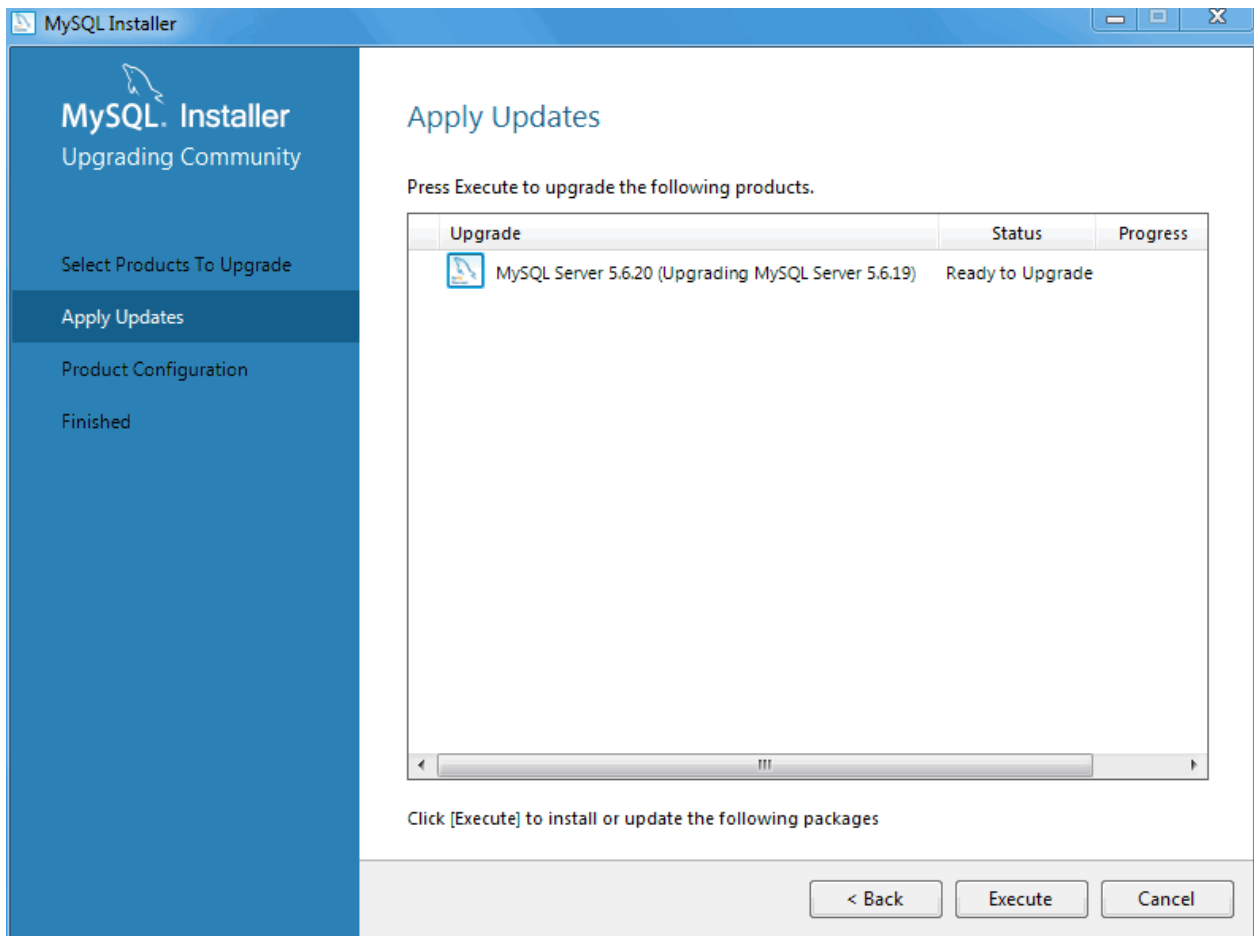 MySQL Installer
MySQL. Installer
Upgrading Community
Select Products To Upgrade
Apply Updates
Product Configuration
Finished
Apply Updates
Press Execute to upgrade the following products.
Upgrade Status Progress
MySQL Server 5.6.20 (Upgrading MySQL Server 5.6.19) Ready to Upgrade
Click [Execute] to install or update the following packages
< Back Execute Cancel